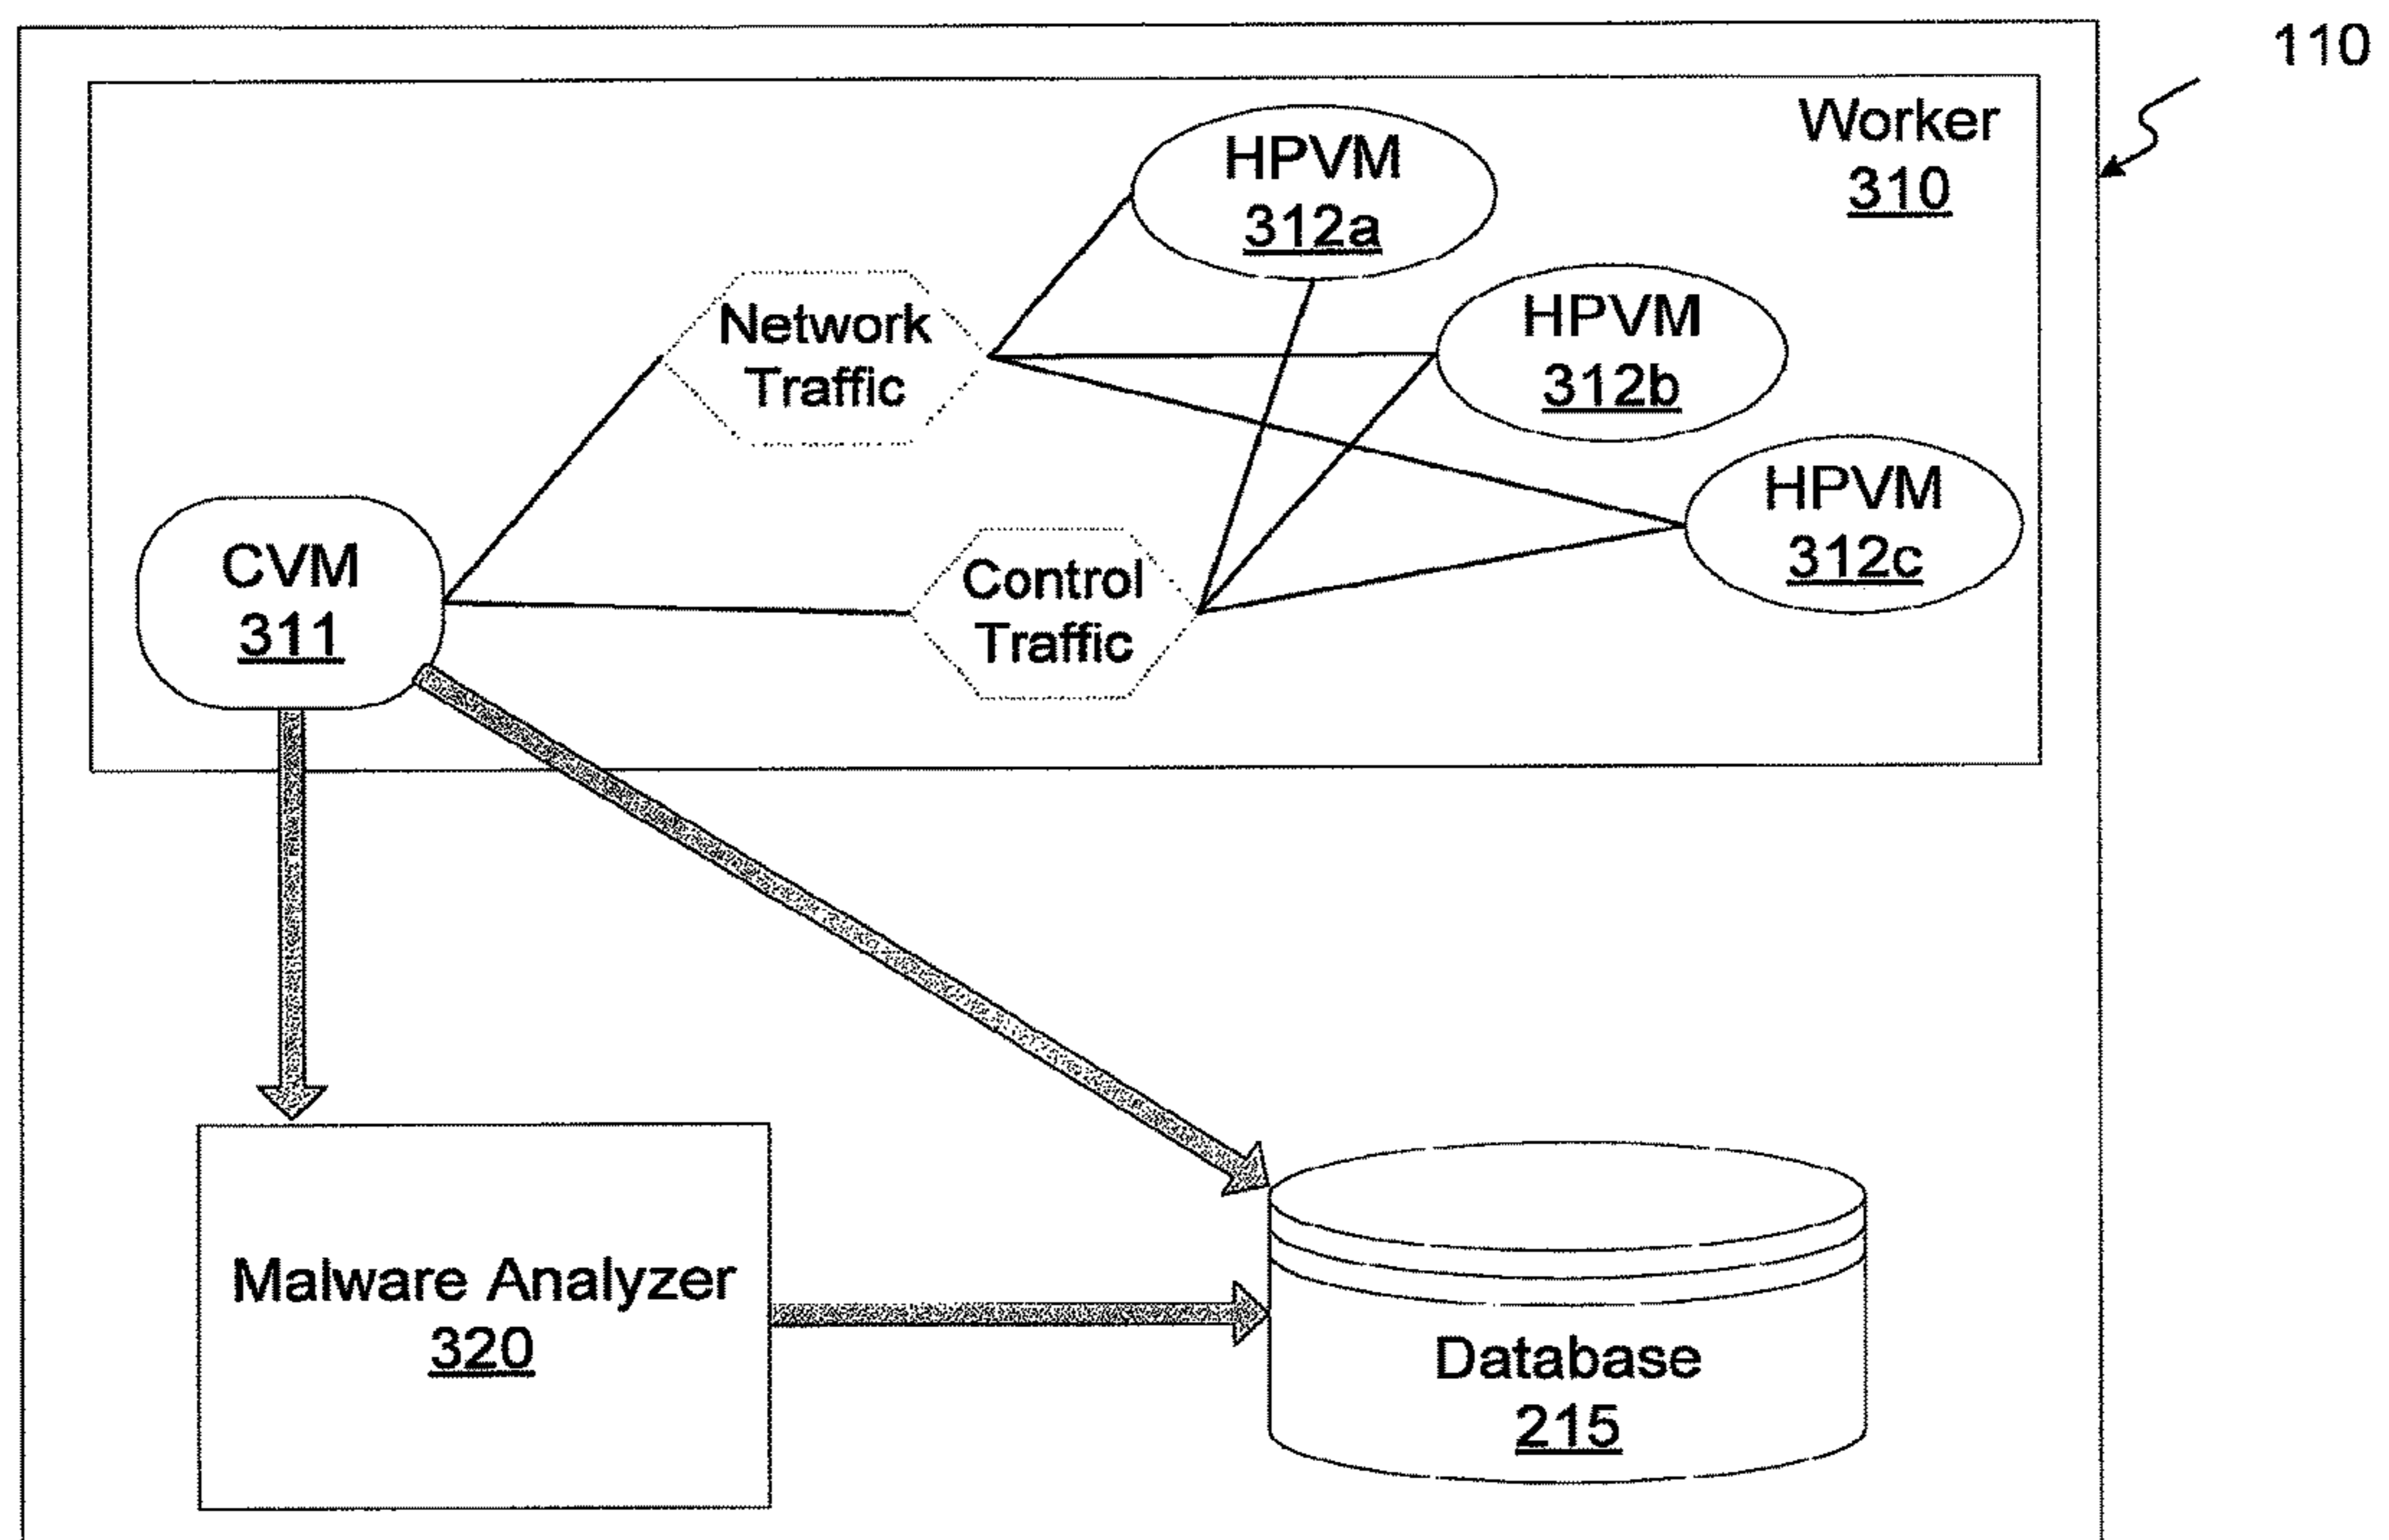 110
Worker
310
HPVM
312a
HPVM
312b
HPVM
312c
Network
Traffic
Control
Traffic
CVM
311
Malware Analyzer
320
Database
215